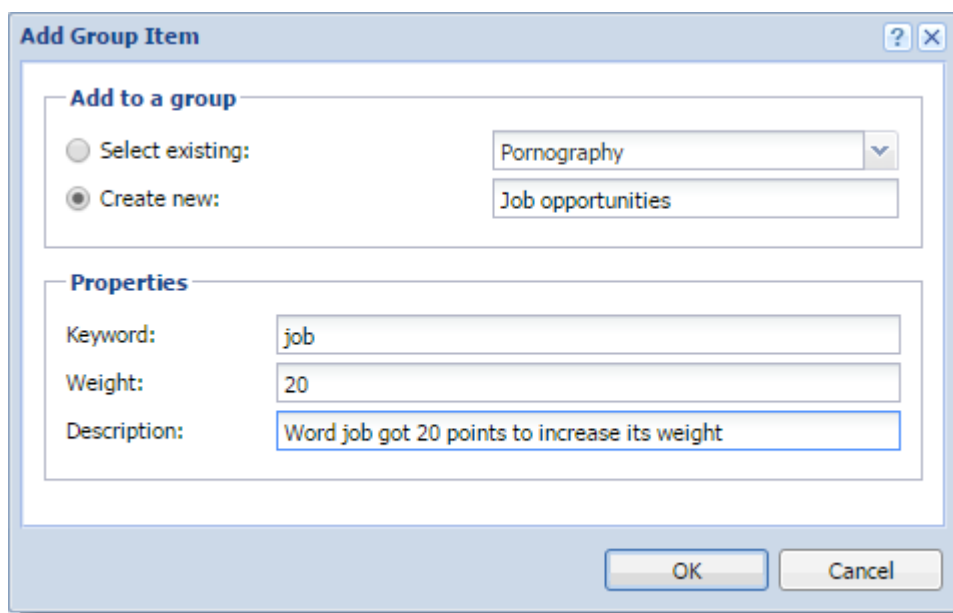 Add Group Item
Add to a group
Select existing: Pornography
Create new: Job opportunities
Properties
Keyword: job
Weight: 20
Description: Word job got 20 points to increase its weight
OK Cancel